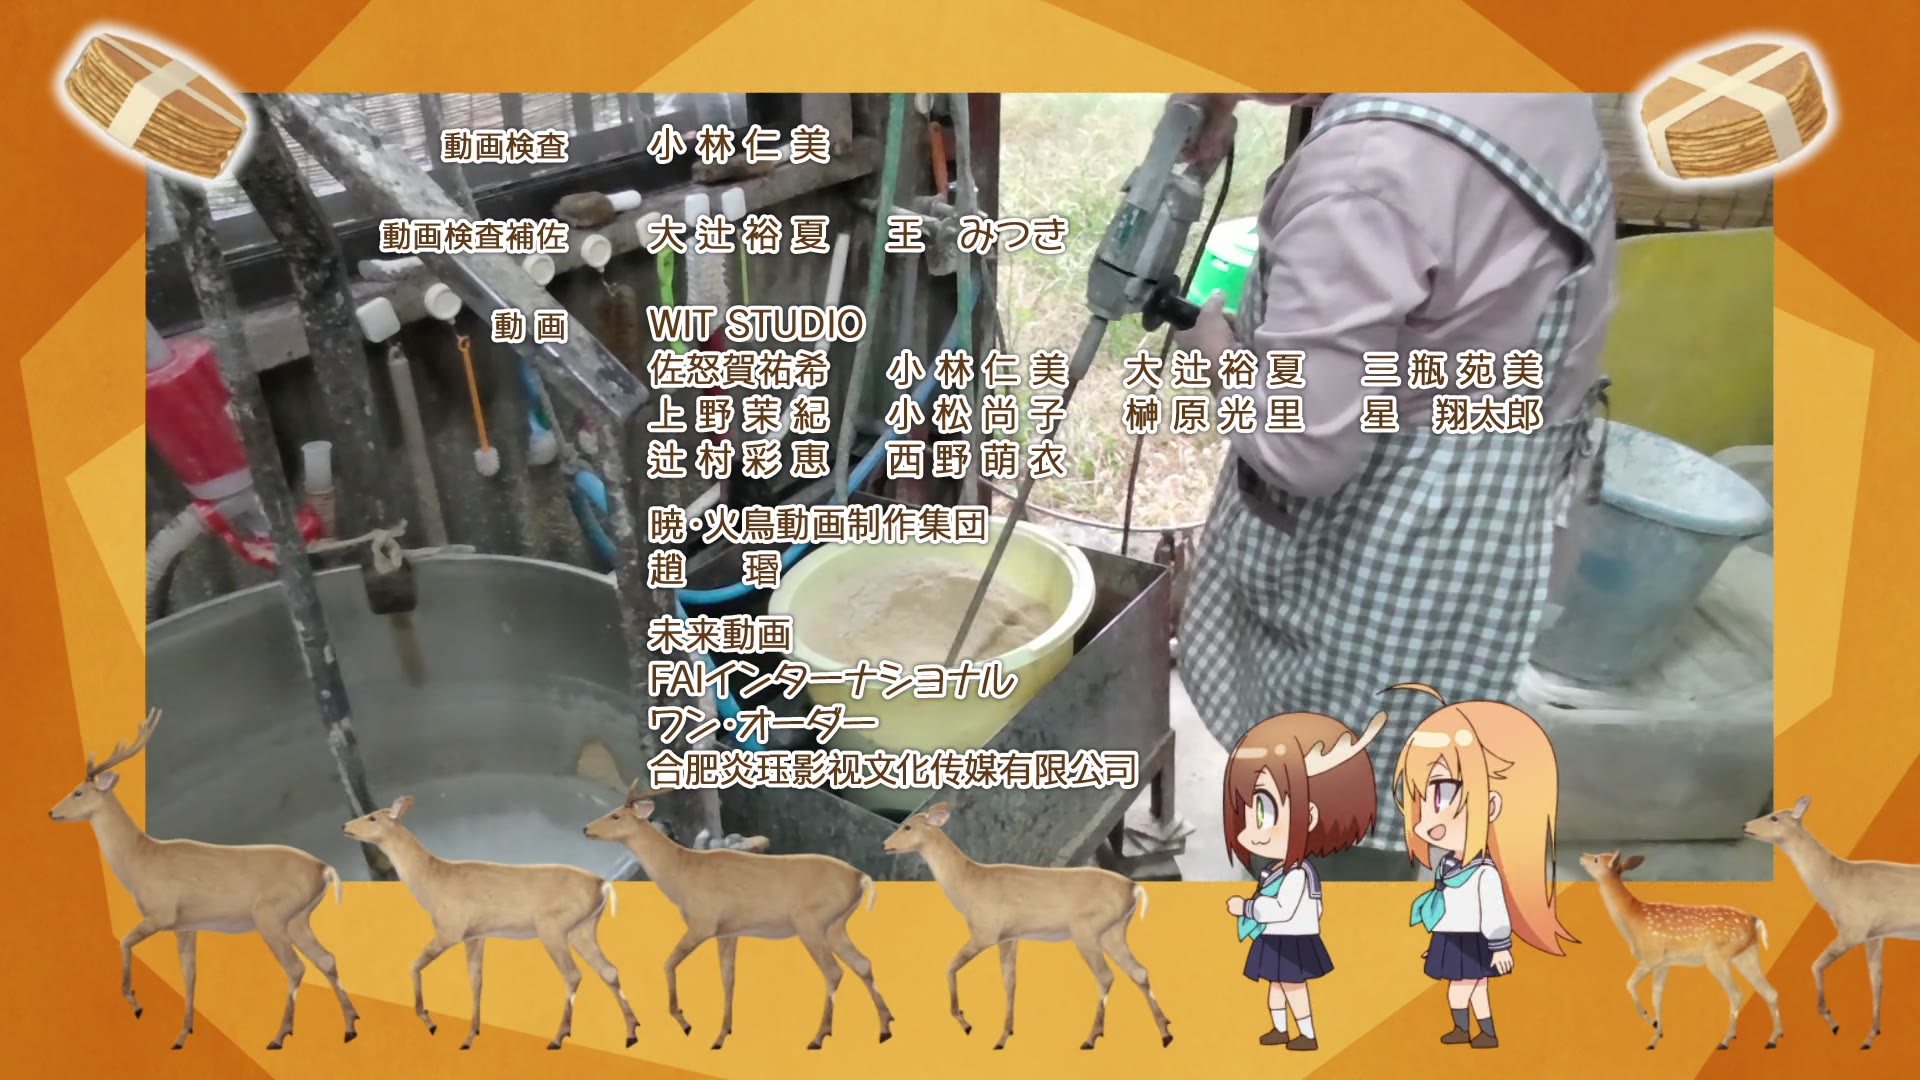 動画検査 小林仁美
動画検査補佐 大辻裕夏 王 みつき
動画 WIT STUDIO
佐怒賀祐希 小林仁美 大辻裕夏 三瓶苑美
上野茉紀 小松尚子 榊原光里 星 翔太郎
辻村彩恵 西野萌衣
暁・火鳥動画制作集団
趙 瑨
未来動画
FAIインターナショナル
ワン・オーダー
合肥炎珏影视文化传媒有限公司